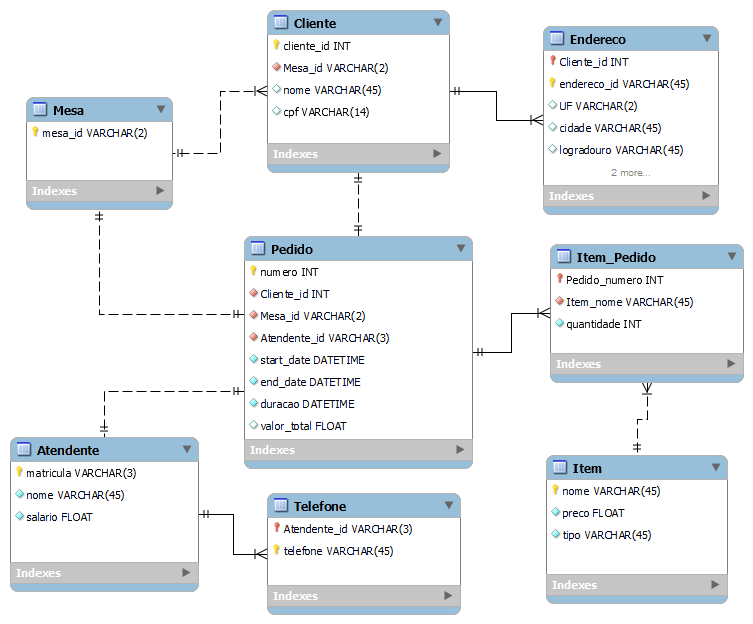 Cliente
cliente_id INT
Mesa_id VARCHAR(2)
nome VARCHAR(45)
cpf VARCHAR(14)
Indexes
Endereco
Cliente_id INT
endereco_id VARCHAR(45)
UF VARCHAR(2)
cidade VARCHAR(45)
logradouro VARCHAR(45)
2 more...
Indexes
Mesa
mesa_id VARCHAR(2)
Indexes
Pedido
numero INT
Cliente_id INT
Mesa_id VARCHAR(2)
Atendente_id VARCHAR(3)
start_date DATETIME
end_date DATETIME
duracao DATETIME
valor_total FLOAT
Indexes
Item_Pedido
Pedido_numero INT
Item_nome VARCHAR(45)
quantidade INT
Indexes
Atendente
matricula VARCHAR(3)
nome VARCHAR(45)
salario FLOAT
Indexes
Telefone
Atendente_id VARCHAR(3)
telefone VARCHAR(45)
Indexes
Item
nome VARCHAR(45)
preco FLOAT
tipo VARCHAR(45)
Indexes